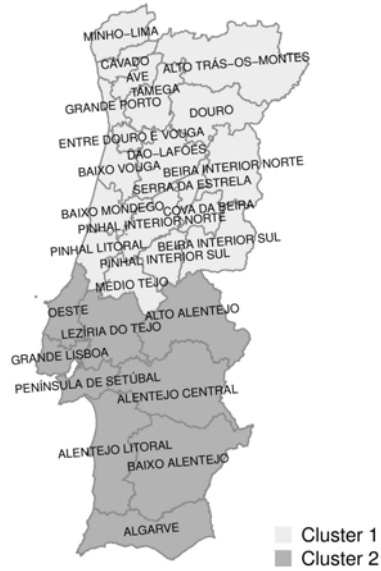 MINHO−LIMA
CÁVADO
ALTO TRÁS−OS−MONTES
AVE
TÂMEGA
GRANDE PORTO
DOURO
ENTRE DOURO E VOUGA
DÃO−LAFÕES
BAIXO VOUGA
BEIRA INTERIOR NORTE
SERRA DA ESTRELA
BAIXO MONDEGO
COVA DA BEIRA
PINHAL INTERIOR NORTE
PINHAL LITORAL
BEIRA INTERIOR SUL
PINHAL INTERIOR SUL
MÉDIO TEJO
OESTE
ALTO ALENTEJO
LEZÍRIA DO TEJO
GRANDE LISBOA
PENÍNSULA DE SETÚBAL
ALENTEJO CENTRAL
ALENTEJO LITORAL
BAIXO ALENTEJO
ALGARVE
Cluster 1
Cluster 2